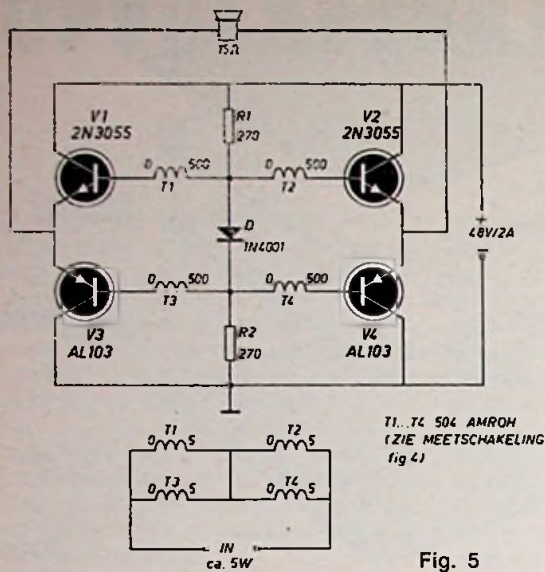 15Ω
V1
2N3055
R1
270
V2
2N3055
0 500
T1
0 500
T2
D
1N4001
+
48V/2A
-
0 500
T3
0 500
T4
V3
AL103
R2
270
V4
AL103
T1...T4 504 AMROH
(ZIE MEETSCHAKELING
fig 4)
T1
0 5
T2
0 5
T3
0 5
T4
0 5
IN
ca. 5W
Fig. 5